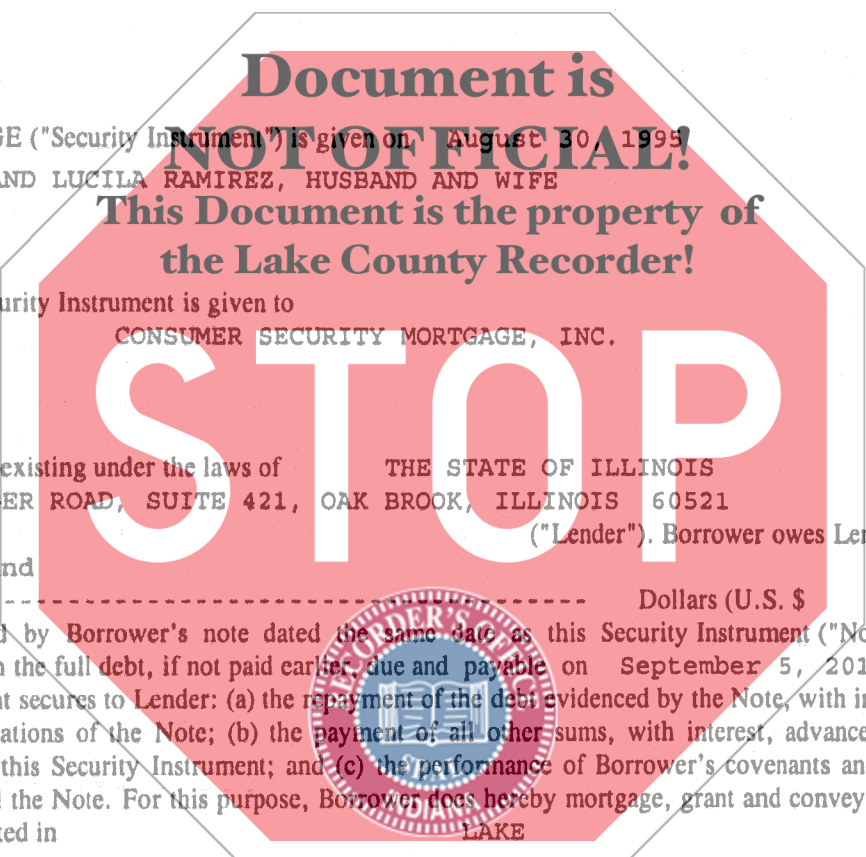 Document is
GE ("Security Instrument") is given on August 30, 1995
NOT OFFICIAL!
AND LUCILA RAMIREZ, HUSBAND AND WIFE
This Document is the property of
the Lake County Recorder!
urity Instrument is given to
CONSUMER SECURITY MORTGAGE, INC.
STOP
existing under the laws of THE STATE OF ILLINOIS
ER ROAD, SUITE 421, OAK BROOK, ILLINOIS 60521
("Lender"). Borrower owes Len
nd
---------------------------------------- Dollars (U.S. $
d by Borrower's note dated the same date as this Security Instrument ("No
h the full debt, if not paid earlier, due and payable on September 5, 201
nt secures to Lender: (a) the repayment of the debt evidenced by the Note, with in
ations of the Note; (b) the payment of all other sums, with interest, advance
this Security Instrument; and (c) the performance of Borrower's covenants an
d the Note. For this purpose, Borrower does hereby mortgage, grant and convey
ted in LAKE
RECORDER'S OFFICE
INDIANA